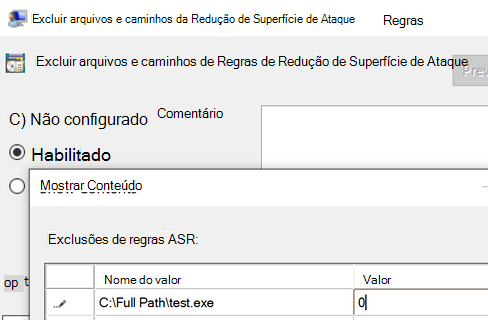 Excluir arquivos e caminhos da Redução de Superfície de Ataque Regras
Excluir arquivos e caminhos de Regras de Redução de Superfície de Ataque
Prev
C) Não configurado Comentário
Habilitado
Mostrar Conteúdo
Exclusões de regras ASR:
Nome do valor Valor
op t
C:\Full Path\test.exe 0